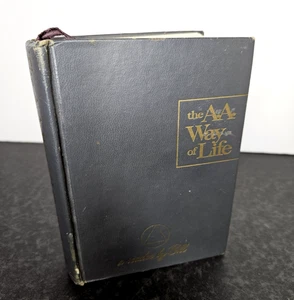 the A.A.
Way
of Life